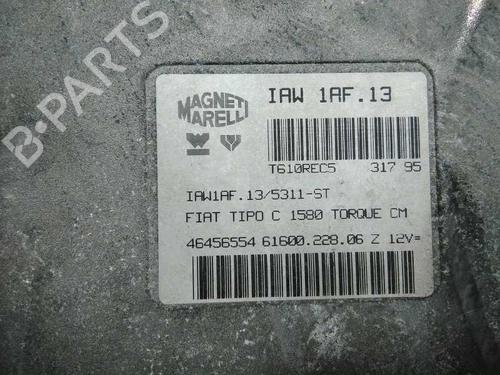 B-PARTS
MAGNETI
MARELLI
IAW 1AF.13
T610REC5 317 95
IAW1AF.13/5311-ST
FIAT TIPO C 1580 TORQUE CM
46456554 61600.228.06 Z 12V=